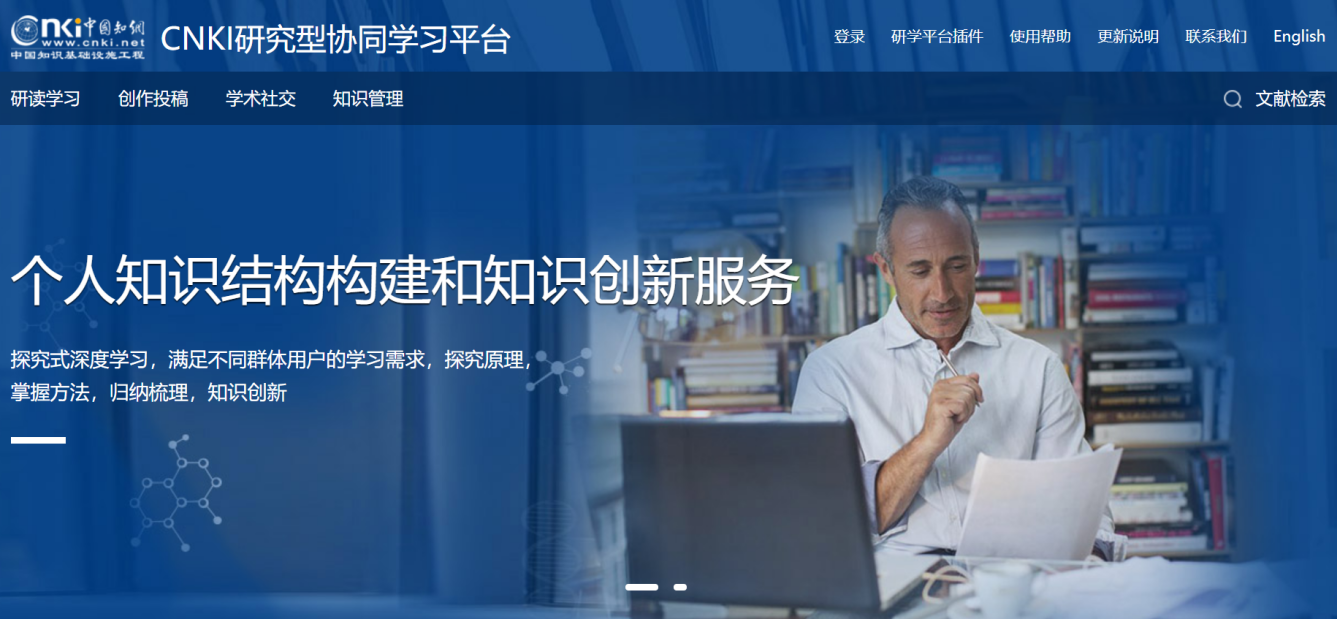 CNKI中国知网
www.cnki.net
中国知识基础设施工程
CNKI研究型协同学习平台
登录 研学平台插件 使用帮助 更新说明 联系我们 English
研读学习 创作投稿 学术社交 知识管理 文献检索
个人知识结构构建和知识创新服务
探究式深度学习，满足不同群体用户的学习需求，探究原理，
掌握方法，归纳梳理，知识创新